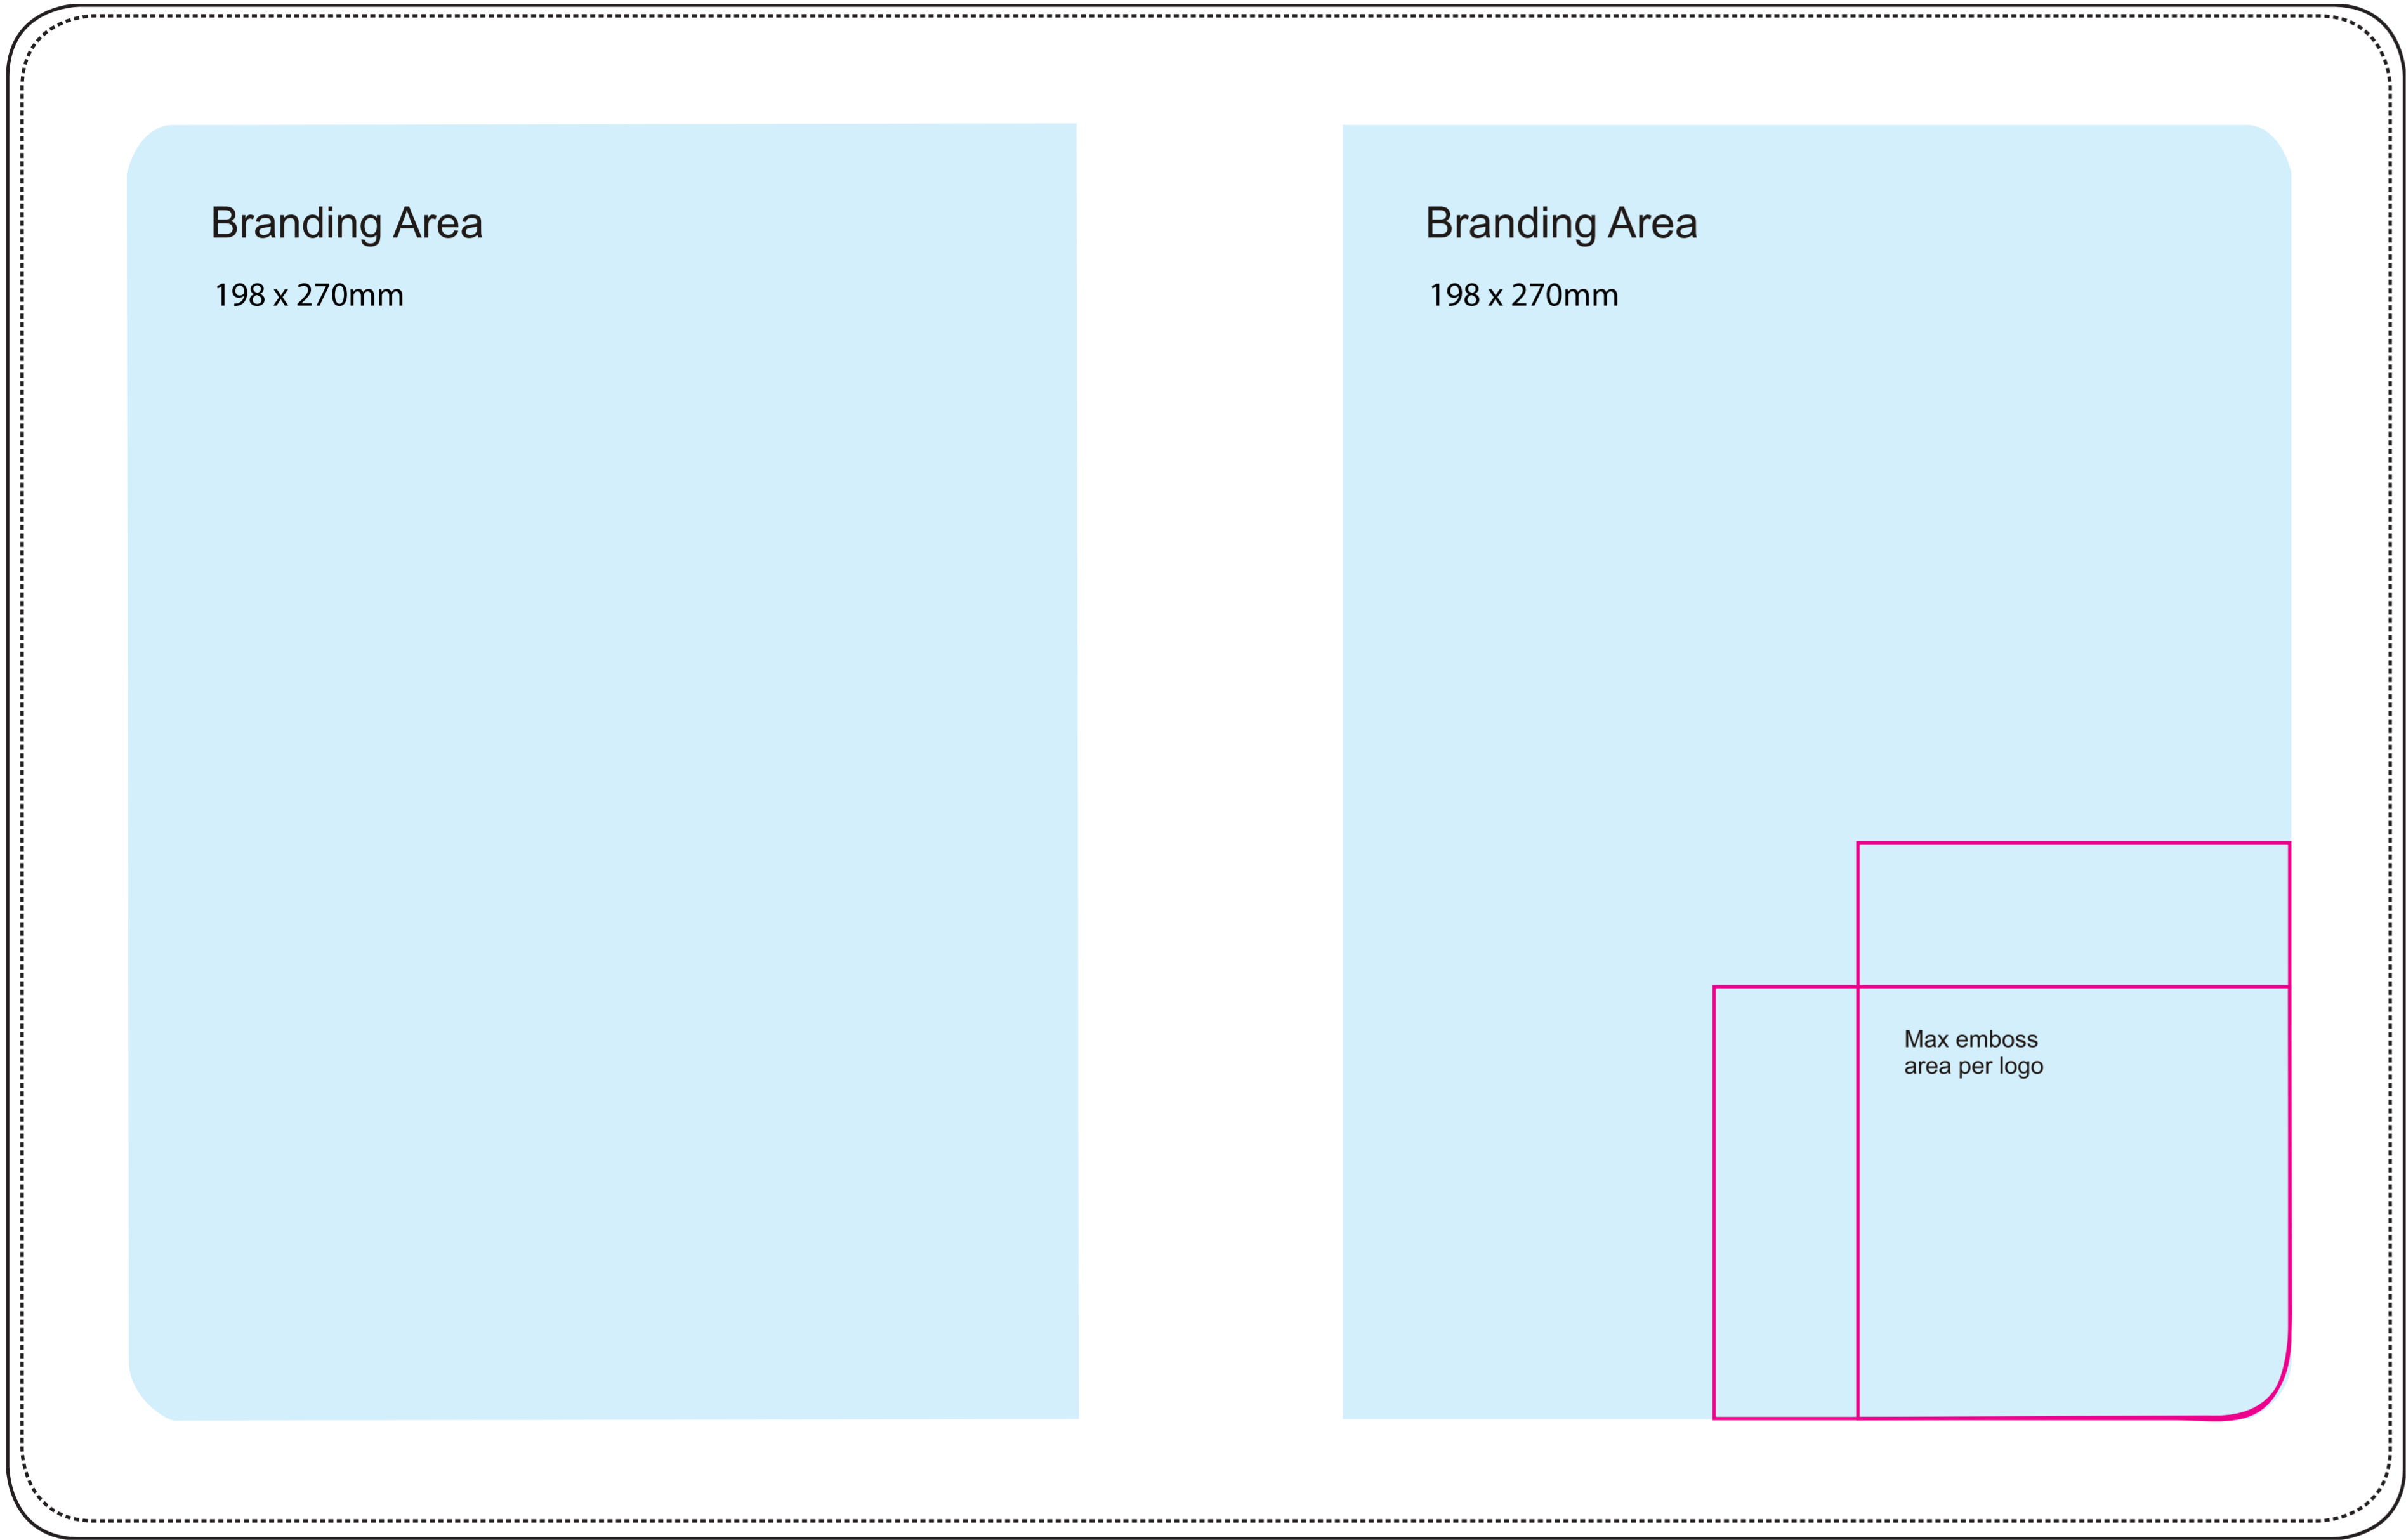 Branding Area
198 x 270mm
Branding Area
198 x 270mm
Max emboss
area per logo